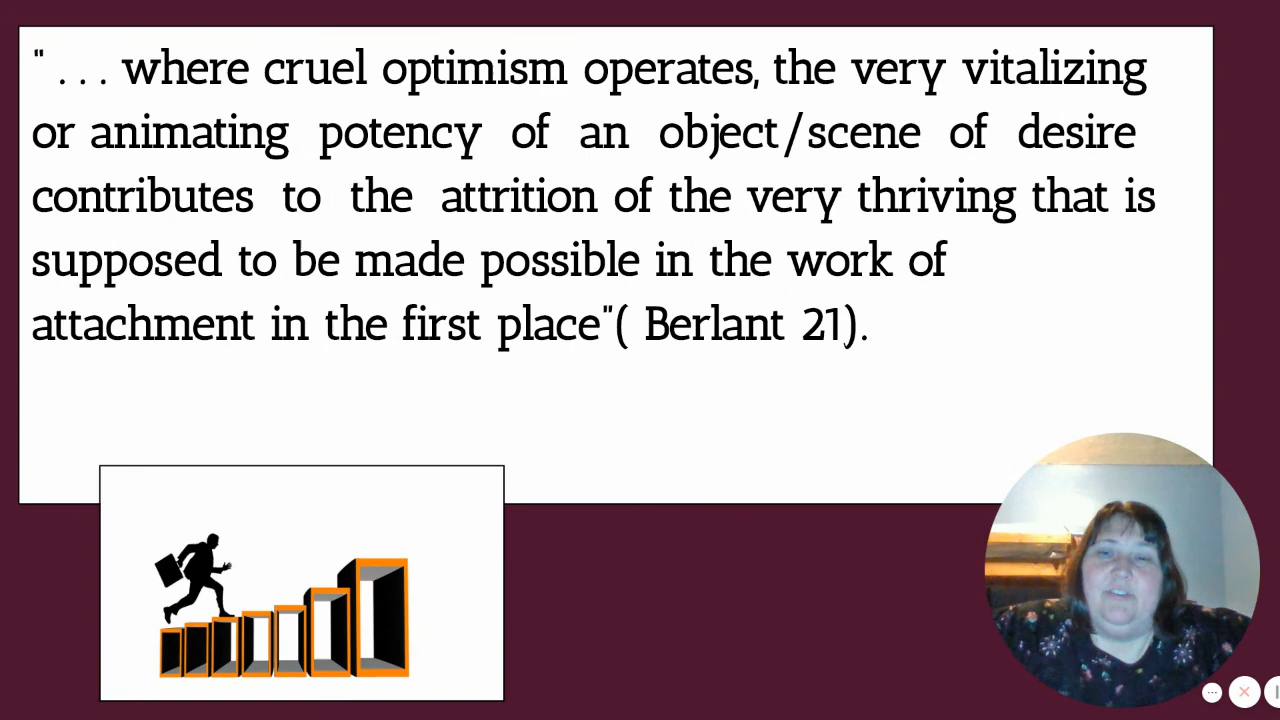 " . . . where cruel optimism operates, the very vitalizing
or animating potency of an object/scene of desire
contributes to the attrition of the very thriving that is
supposed to be made possible in the work of
attachment in the first place"( Berlant 21).